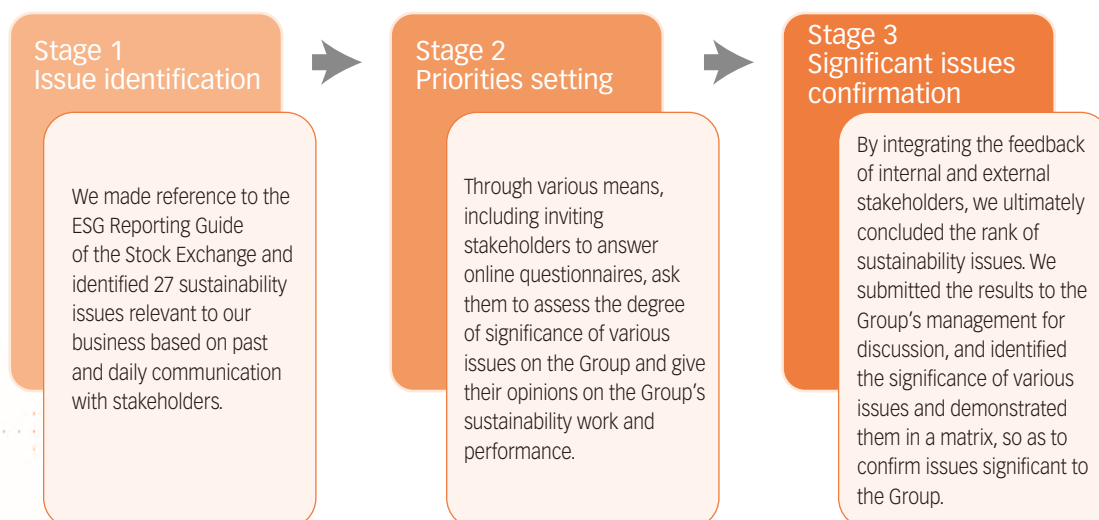 Stage 1
Issue identification
We made reference to the
ESG Reporting Guide
of the Stock Exchange and
identified 27 sustainability
issues relevant to our
business based on past
and daily communication
with stakeholders.
Stage 2
Priorities setting
Through various means,
including inviting
stakeholders to answer
online questionnaires, ask
them to assess the degree
of significance of various
issues on the Group and give
their opinions on the Group's
sustainability work and
performance.
Stage 3
Significant issues
confirmation
By integrating the feedback
of internal and external
stakeholders, we ultimately
concluded the rank of
sustainability issues. We
submitted the results to the
Group's management for
discussion, and identified
the significance of various
issues and demonstrated
them in a matrix, so as to
confirm issues significant to
the Group.